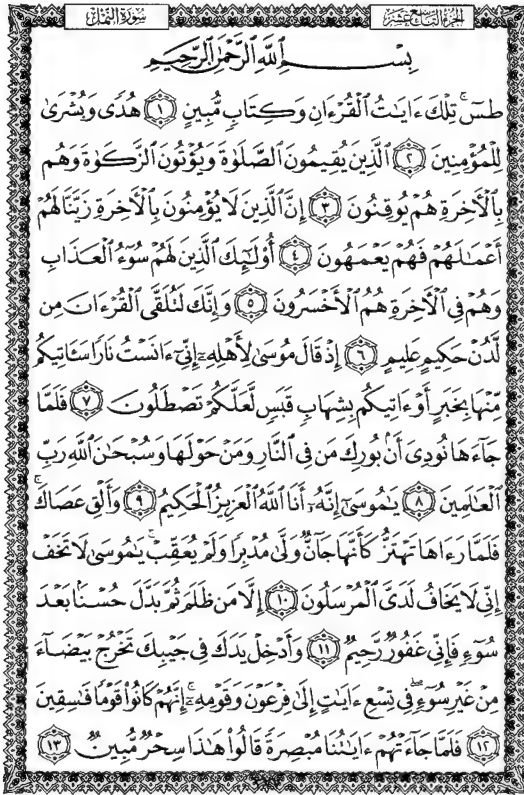 الجزء التاسع عشر
سورة النمل
بِسْمِ ٱللَّهِ ٱلرَّحْمَٰنِ ٱلرَّحِيمِ
طسٓ ۚ تِلْكَ ءَايَٰتُ ٱلْقُرْءَانِ وَكِتَابٍ مُّبِينٍ ﴿١﴾ هُدًى وَبُشْرَىٰ
لِلْمُؤْمِنِينَ ﴿٢﴾ ٱلَّذِينَ يُقِيمُونَ ٱلصَّلَوٰةَ وَيُؤْتُونَ ٱلزَّكَوٰةَ وَهُم
بِٱلْءَاخِرَةِ هُمْ يُوقِنُونَ ﴿٣﴾ إِنَّ ٱلَّذِينَ لَا يُؤْمِنُونَ بِٱلْءَاخِرَةِ زَيَّنَّا لَهُمْ
أَعْمَٰلَهُمْ فَهُمْ يَعْمَهُونَ ﴿٤﴾ أُو۟لَٰٓئِكَ ٱلَّذِينَ لَهُمْ سُوٓءُ ٱلْعَذَابِ
وَهُمْ فِى ٱلْءَاخِرَةِ هُمُ ٱلْأَخْسَرُونَ ﴿٥﴾ وَإِنَّكَ لَتُلَقَّى ٱلْقُرْءَانَ مِن
لَّدُنْ حَكِيمٍ عَلِيمٍ ﴿٦﴾ إِذْ قَالَ مُوسَىٰ لِأَهْلِهِۦٓ إِنِّىٓ ءَانَسْتُ نَارًا سَـَٔاتِيكُم
مِّنْهَا بِخَبَرٍ أَوْ ءَاتِيكُم بِشِهَابٍ قَبَسٍ لَّعَلَّكُمْ تَصْطَلُونَ ﴿٧﴾ فَلَمَّا
جَآءَهَا نُودِىَ أَنۢ بُورِكَ مَن فِى ٱلنَّارِ وَمَنْ حَوْلَهَا وَسُبْحَٰنَ ٱللَّهِ رَبِّ
ٱلْعَٰلَمِينَ ﴿٨﴾ يَٰمُوسَىٰٓ إِنَّهُۥٓ أَنَا ٱللَّهُ ٱلْعَزِيزُ ٱلْحَكِيمُ ﴿٩﴾ وَأَلْقِ عَصَاكَ ۚ
فَلَمَّا رَءَاهَا تَهْتَزُّ كَأَنَّهَا جَآنٌّ وَلَّىٰ مُدْبِرًا وَلَمْ يُعَقِّبْ ۚ يَٰمُوسَىٰ لَا تَخَفْ
إِنِّى لَا يَخَافُ لَدَىَّ ٱلْمُرْسَلُونَ ﴿١٠﴾ إِلَّا مَن ظَلَمَ ثُمَّ بَدَّلَ حُسْنًۢا بَعْدَ
سُوٓءٍ فَإِنِّى غَفُورٌ رَّحِيمٌ ﴿١١﴾ وَأَدْخِلْ يَدَكَ فِى جَيْبِكَ تَخْرُجْ بَيْضَآءَ
مِنْ غَيْرِ سُوٓءٍ ۖ فِى تِسْعِ ءَايَٰتٍ إِلَىٰ فِرْعَوْنَ وَقَوْمِهِۦٓ ۚ إِنَّهُمْ كَانُوا۟ قَوْمًا فَٰسِقِينَ
﴿١٢﴾ فَلَمَّا جَآءَتْهُمْ ءَايَٰتُنَا مُبْصِرَةً قَالُوا۟ هَٰذَا سِحْرٌ مُّبِينٌ ﴿١٣﴾